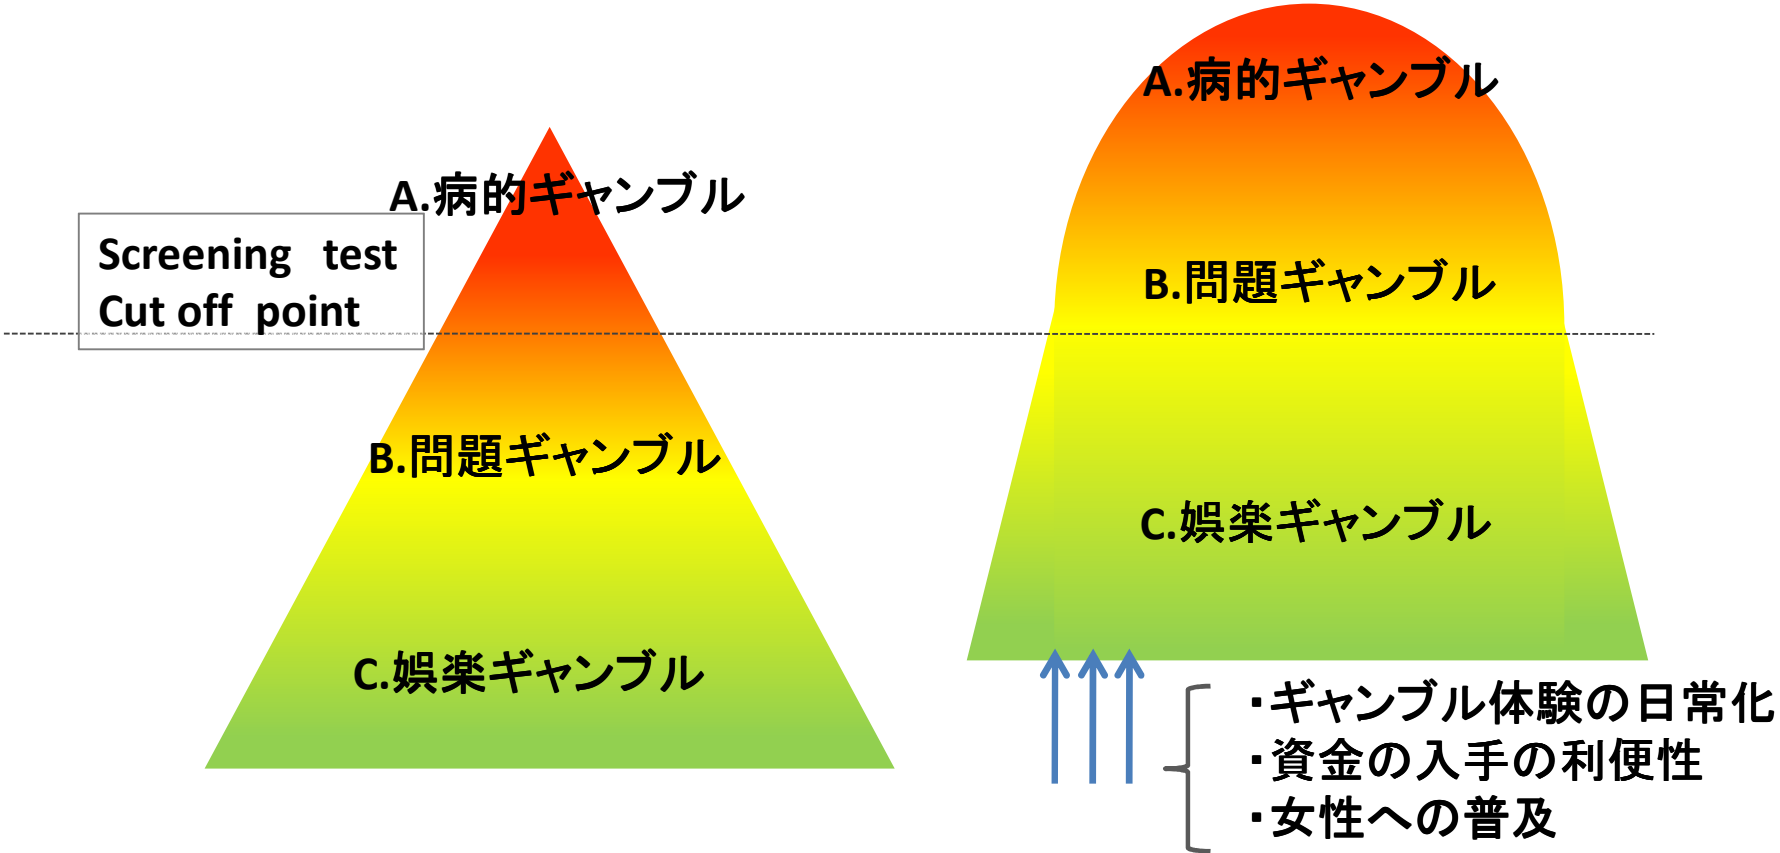 A.病的ギャンブル
Screening test
Cut off point
B.問題ギャンブル
C.娯楽ギャンブル
A.病的ギャンブル
B.問題ギャンブル
C.娯楽ギャンブル
・ギャンブル体験の日常化
・資金の入手の利便性
・女性への普及